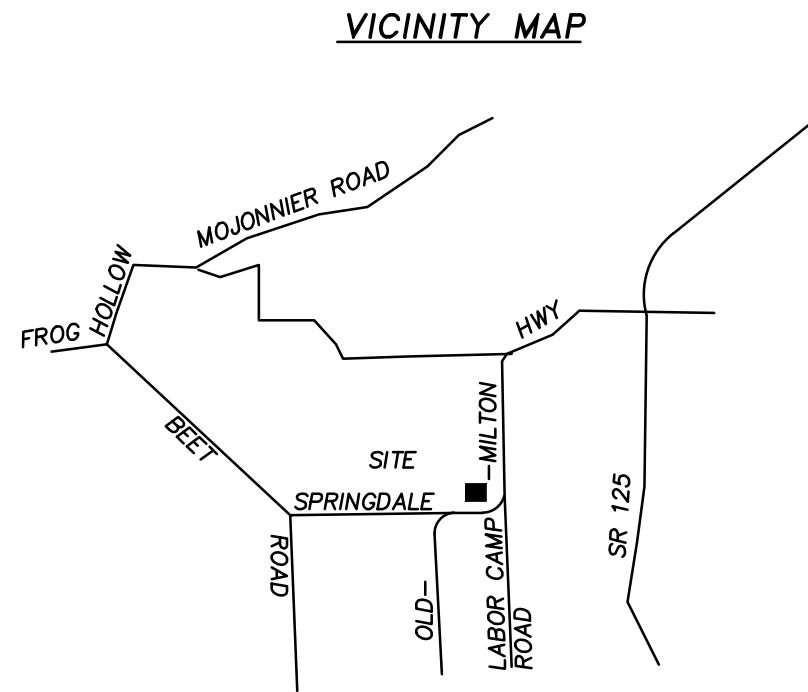 VICINITY MAP
MOJONNIER ROAD
HOLLOW
FROG
HWY
BEET
-MILTON
SITE
SPRINGDALE
SR 125
ROAD
OLD-
LABOR CAMP
ROAD